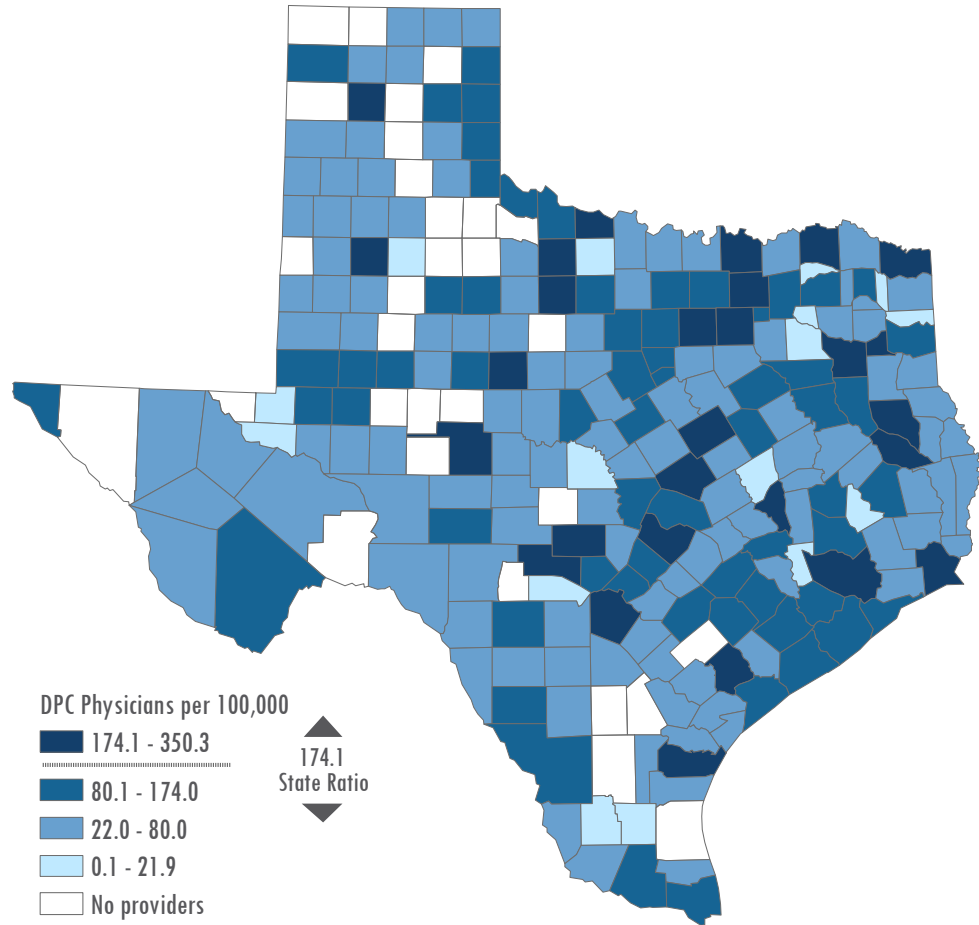 DPC Physicians per 100,000
174.1 - 350.3
174.1
State Ratio
80.1 - 174.0
22.0 - 80.0
0.1 - 21.9
No providers